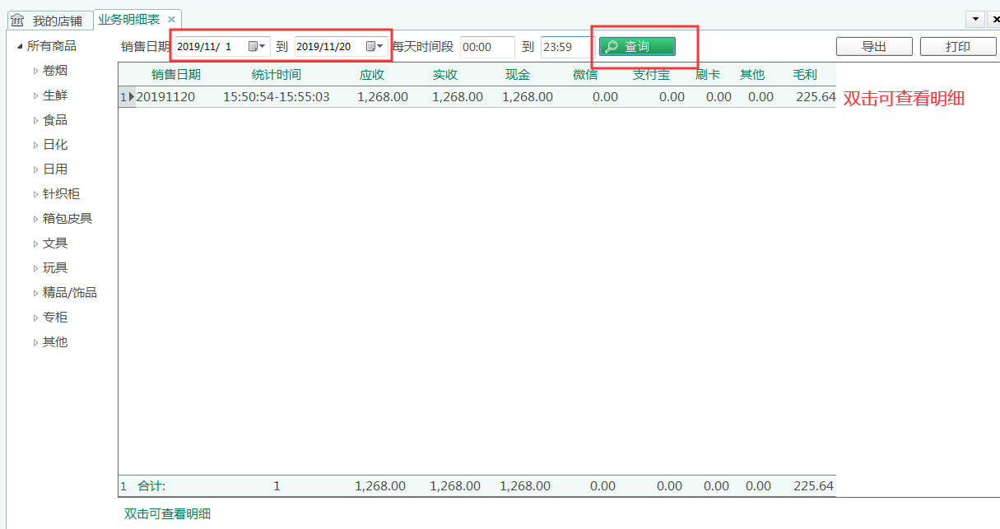 我的店铺 业务明细表
所有商品 销售日期 2019/11/ 1 到 2019/11/20 每天时间段 00:00 到 23:59 查询 导出 打印
卷烟
生鲜
食品
日化
日用
针织柜
箱包皮具
文具
玩具
精品/饰品
专柜
其他
销售日期 统计时间 应收 实收 现金 微信 支付宝 刷卡 其他 毛利
1 20191120 15:50:54-15:55:03 1,268.00 1,268.00 1,268.00 0.00 0.00 0.00 0.00 225.64
双击可查看明细
1 合计: 1 1,268.00 1,268.00 1,268.00 0.00 0.00 0.00 0.00 225.64
双击可查看明细